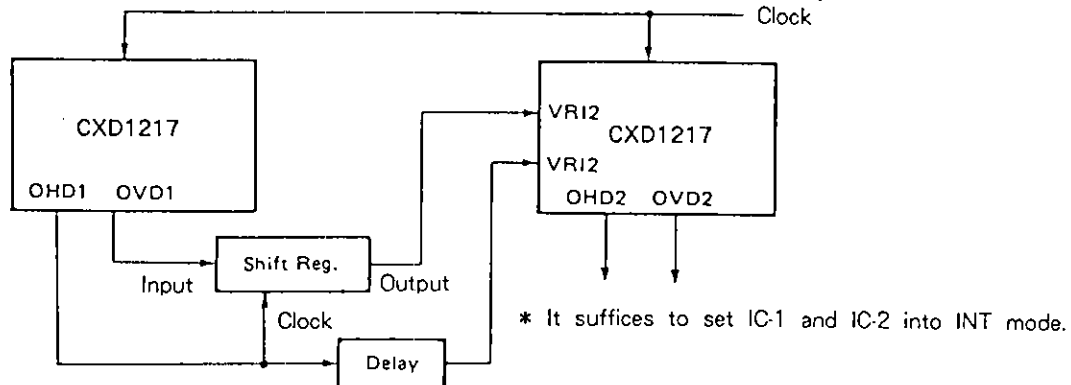 Clock
CXD1217
OHD1 OVD1
VRI2
CXD1217
VRI2
OHD2 OVD2
Shift Reg.
Input
Output
Clock
Delay
* It suffices to set IC-1 and IC-2 into INT mode.